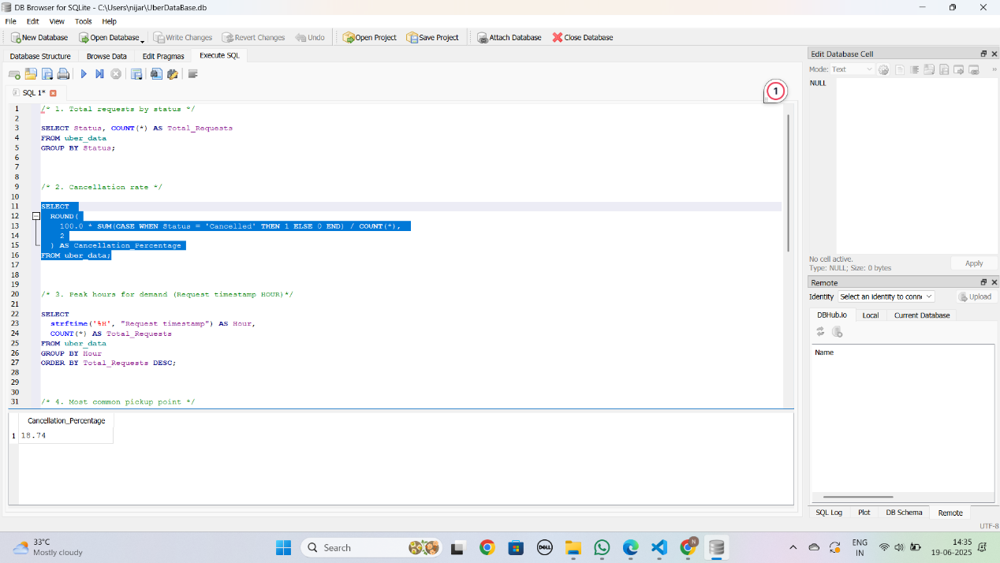 DB Browser for SQLite - C:\Users\nijar\UberDataBase.db
File Edit View Tools Help
New Database Open Database Write Changes Revert Changes Undo Open Project Save Project Attach Database Close Database
Database Structure Browse Data Edit Pragmas Execute SQL
SQL 1*
1 /* 1. Total requests by status */
2
3 SELECT Status, COUNT(*) AS Total_Requests
4 FROM uber_data
5 GROUP BY Status;
6
7
8
9 /* 2. Cancellation rate */
10
11 SELECT
12 ROUND(
13 100.0 * SUM(CASE WHEN Status = 'Cancelled' THEN 1 ELSE 0 END) / COUNT(*),
14 2
15 ) AS Cancellation_Percentage
16 FROM uber_data;
17
18
19
20 /* 3. Peak hours for demand (Request timestamp HOUR)*/
21
22 SELECT
23 strftime('%H', "Request timestamp") AS Hour,
24 COUNT(*) AS Total_Requests
25 FROM uber_data
26 GROUP BY Hour
27 ORDER BY Total_Requests DESC;
28
29
30
31 /* 4. Most common pickup point */
1
Cancellation_Percentage
1 18.74
Edit Database Cell
Mode: Text
NULL
No cell active.
Type: NULL; Size: 0 bytes
Apply
Remote
Identity Select an identity to conne Upload
DBHub.io Local Current Database
Name
SQL Log Plot DB Schema Remote
UTF-8
33°C
Mostly cloudy
Search
DELL
N
ENG
IN
14:35
19-06-2025